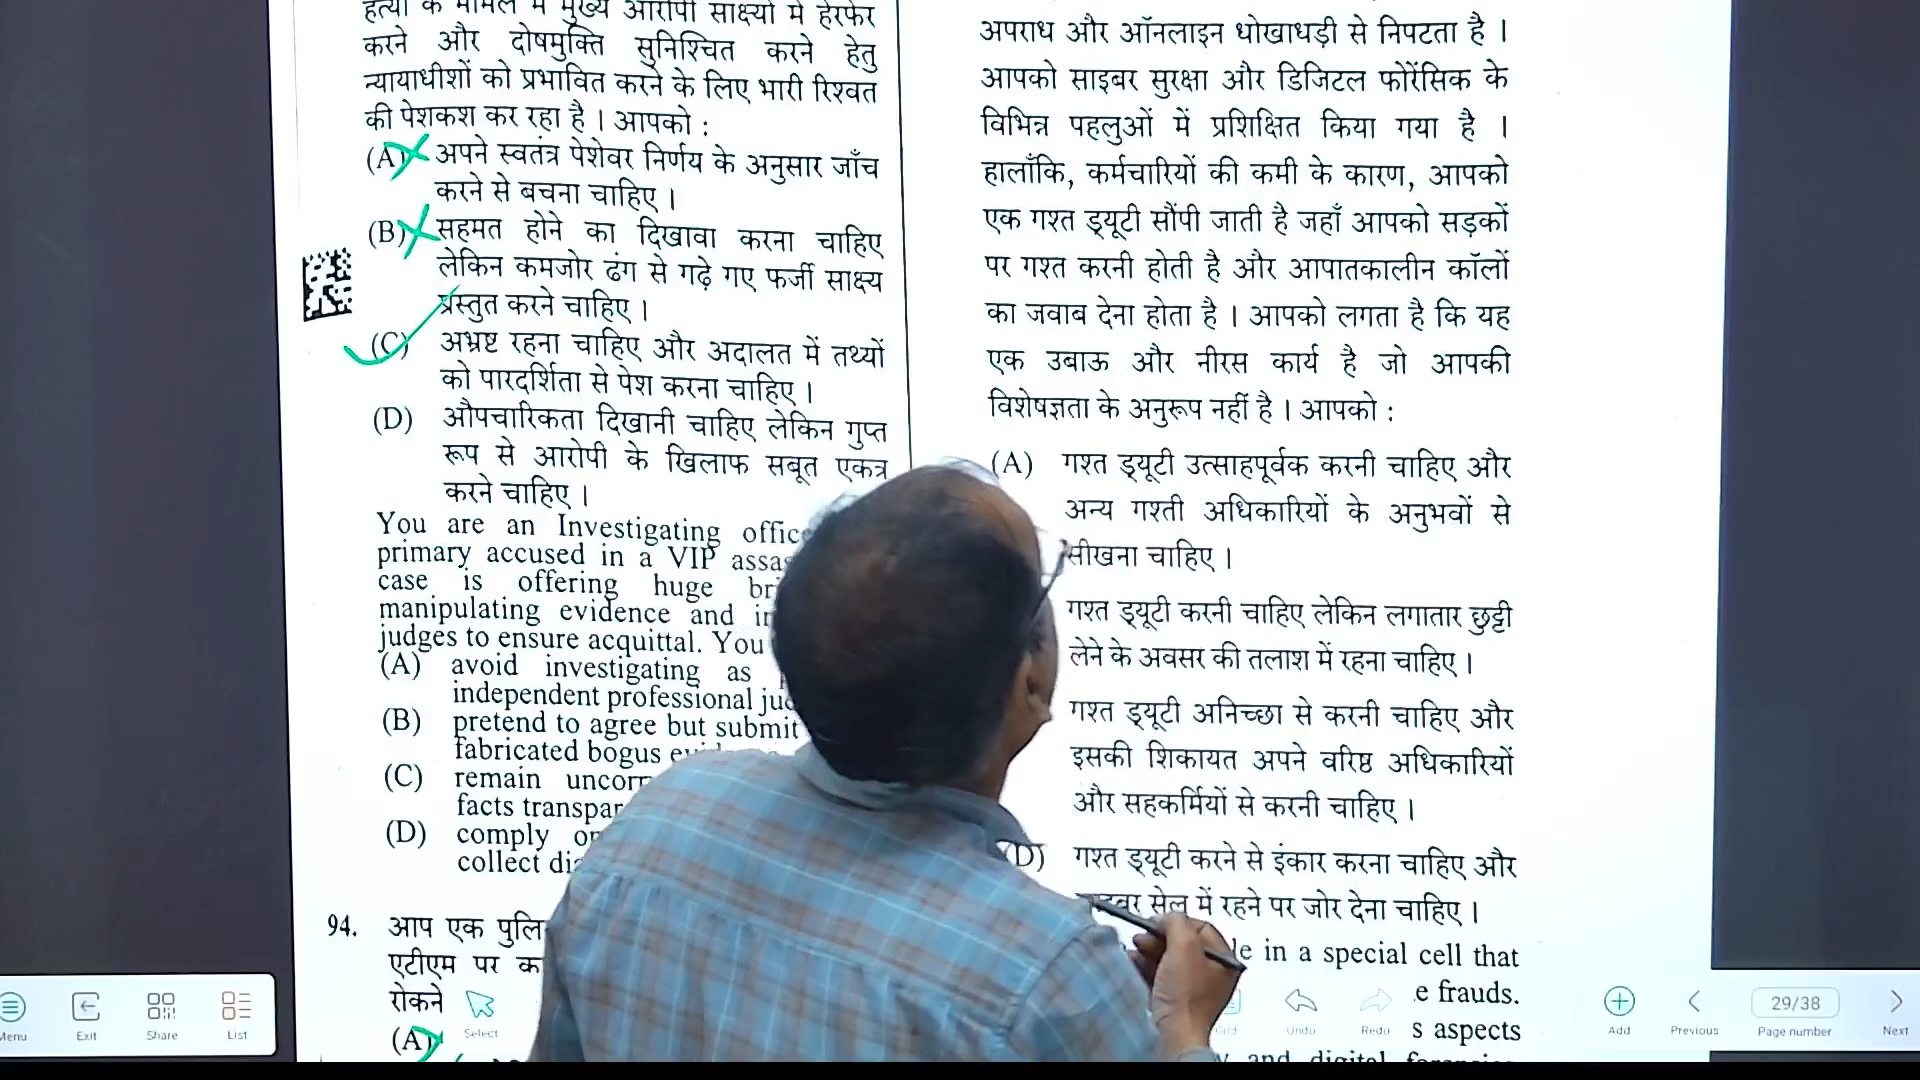 हत्या के मामले में मुख्य आरोपी साक्ष्यों में हेरफेर
करने और दोषमुक्ति सुनिश्चित करने हेतु
न्यायाधीशों को प्रभावित करने के लिए भारी रिश्वत
की पेशकश कर रहा है । आपको :
(A) अपने स्वतंत्र पेशेवर निर्णय के अनुसार जाँच
करने से बचना चाहिए ।
(B) सहमत होने का दिखावा करना चाहिए
लेकिन कमजोर ढंग से गढ़े गए फर्जी साक्ष्य
प्रस्तुत करने चाहिए ।
(C) अभ्रष्ट रहना चाहिए और अदालत में तथ्यों
को पारदर्शिता से पेश करना चाहिए ।
(D) औपचारिकता दिखानी चाहिए लेकिन गुप्त
रूप से आरोपी के खिलाफ सबूत एकत्र
करने चाहिए ।
You are an Investigating
primary accused in a VIP
case is offering huge
manipulating evidence and
judges to ensure acquittal. You
(A) avoid investigating as
independent professional
(B) pretend to agree but submit
fabricated bogus
(C) remain
facts
(D) comply
collect
94. आप एक
एटीएम पर
रोकने
(A)
अपराध और ऑनलाइन धोखाधड़ी से निपटता है ।
आपको साइबर सुरक्षा और डिजिटल फोरेंसिक के
विभिन्न पहलुओं में प्रशिक्षित किया गया है ।
हालाँकि, कर्मचारियों की कमी के कारण, आपको
एक गश्त ड्यूटी सौंपी जाती है जहाँ आपको सड़कों
पर गश्त करनी होती है और आपातकालीन कॉलों
का जवाब देना होता है । आपको लगता है कि यह
एक उबाऊ और नीरस कार्य है जो आपकी
विशेषज्ञता के अनुरूप नहीं है । आपको :
(A) गश्त ड्यूटी उत्साहपूर्वक करनी चाहिए और
अन्य गश्ती अधिकारियों के अनुभवों से
सीखना चाहिए ।
गश्त ड्यूटी करनी चाहिए लेकिन लगातार छुट्टी
लेने के अवसर की तलाश में रहना चाहिए ।
गश्त ड्यूटी अनिच्छा से करनी चाहिए और
इसकी शिकायत अपने वरिष्ठ अधिकारियों
और सहकर्मियों से करनी चाहिए ।
(D) गश्त ड्यूटी करने से इंकार करना चाहिए और
सेल में रहने पर जोर देना चाहिए ।
in a special cell that
frauds.
aspects
and digital
Menu
Exit
Share
List
Select
Undo
Redo
Add
Previous
29/38
Page number
Next